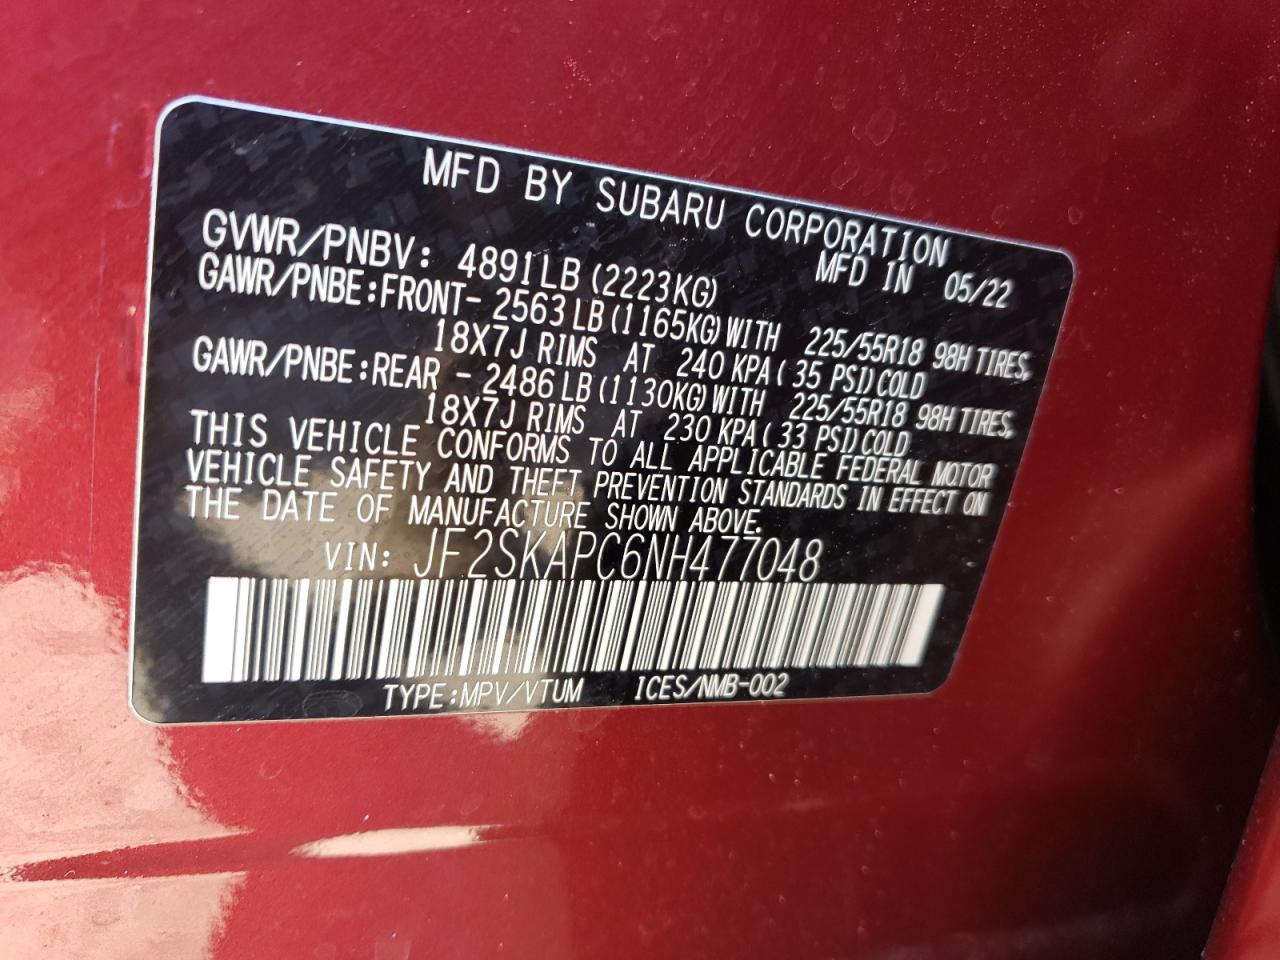 MFD BY SUBARU CORPORATION
MFD IN 05/22
GVWR/PNBV: 4891LB (2223KG)
GAWR/PNBE:FRONT- 2563 LB (1165KG) WITH 225/55R18 98H TIRES,
18X7J RIMS AT 240 KPA ( 35 PSI) COLD
GAWR/PNBE:REAR - 2486 LB (1130KG) WITH 225/55R18 98H TIRES,
18X7J RIMS AT 230 KPA ( 33 PSI) COLD
THIS VEHICLE CONFORMS TO ALL APPLICABLE FEDERAL MOTOR
VEHICLE SAFETY AND THEFT PREVENTION STANDARDS IN EFFECT ON
THE DATE OF MANUFACTURE SHOWN ABOVE.
VIN: JF2SKAPC6NH477048
TYPE:MPV/VTUM ICES/NMB-002